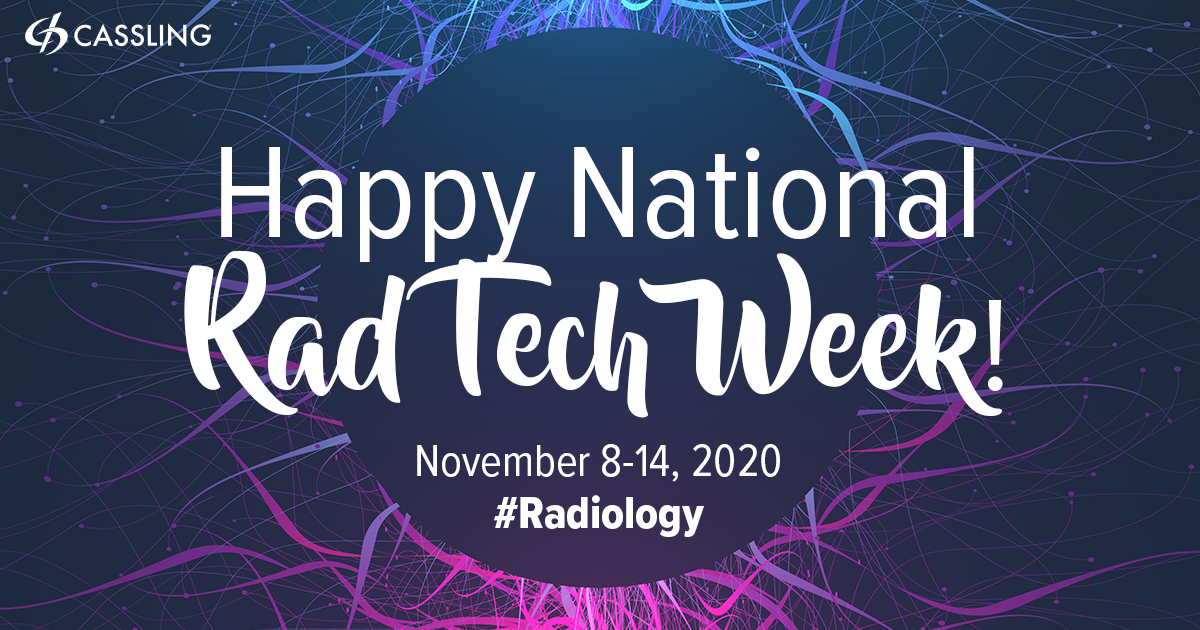 CASSLING
Happy National
Rad Tech Week!
November 8-14, 2020
#Radiology